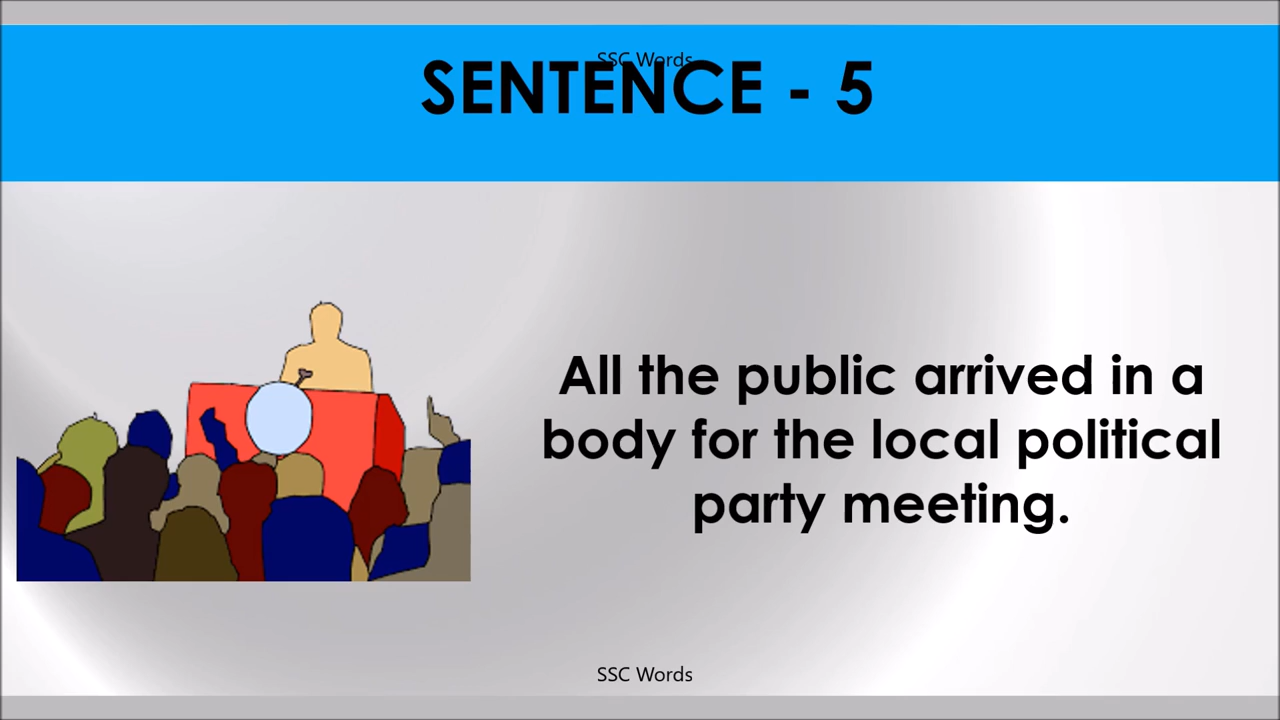 SSC Words
SENTENCE - 5
All the public arrived in a
body for the local political
party meeting.
SSC Words